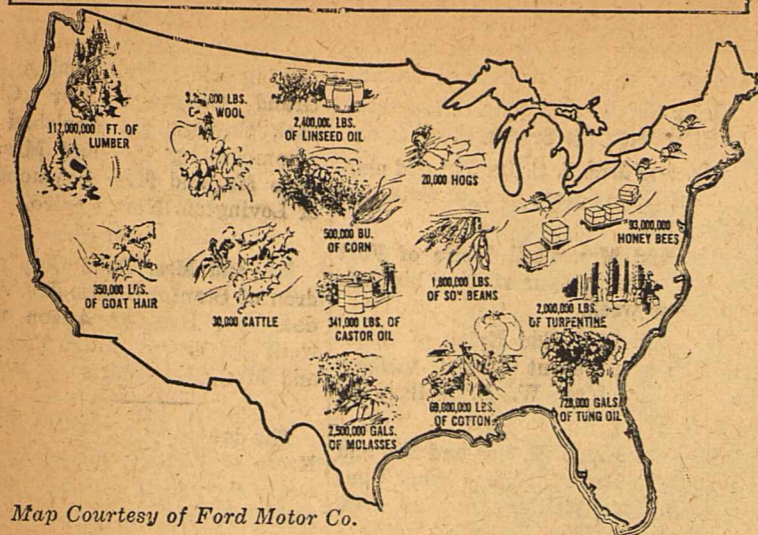 112,000,000 FT. OF
LUMBER
LBS.
WOOL
2,400,000 LBS.
OF LINSEED OIL
20,000 HOGS
500,000 BU.
OF CORN
93,000,000
HONEY BEES
350,000 LBS.
OF GOAT HAIR
30,000 CATTLE
341,000 LBS. OF
CASTOR OIL
1,800,000 LBS.
OF SOY BEANS
2,000,000 LBS.
OF TURPENTINE
2,500,000 GALS.
OF MOLASSES
69,000,000 LBS.
OF COTTON
GALS.
OF TUNG OIL
Map Courtesy of Ford Motor Co.